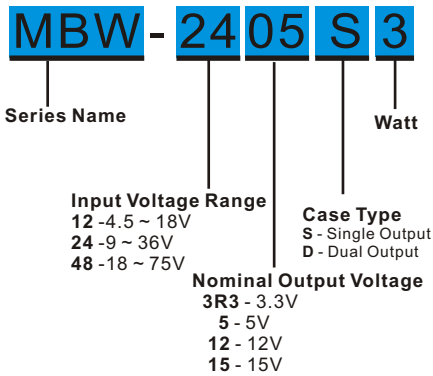 MBW-2405S3
Series Name
Watt
Input Voltage Range
12 -4.5 ~ 18V
24 -9 ~ 36V
48 -18 ~ 75V
Case Type
S - Single Output
D - Dual Output
Nominal Output Voltage
3R3 - 3.3V
5 - 5V
12 - 12V
15 - 15V